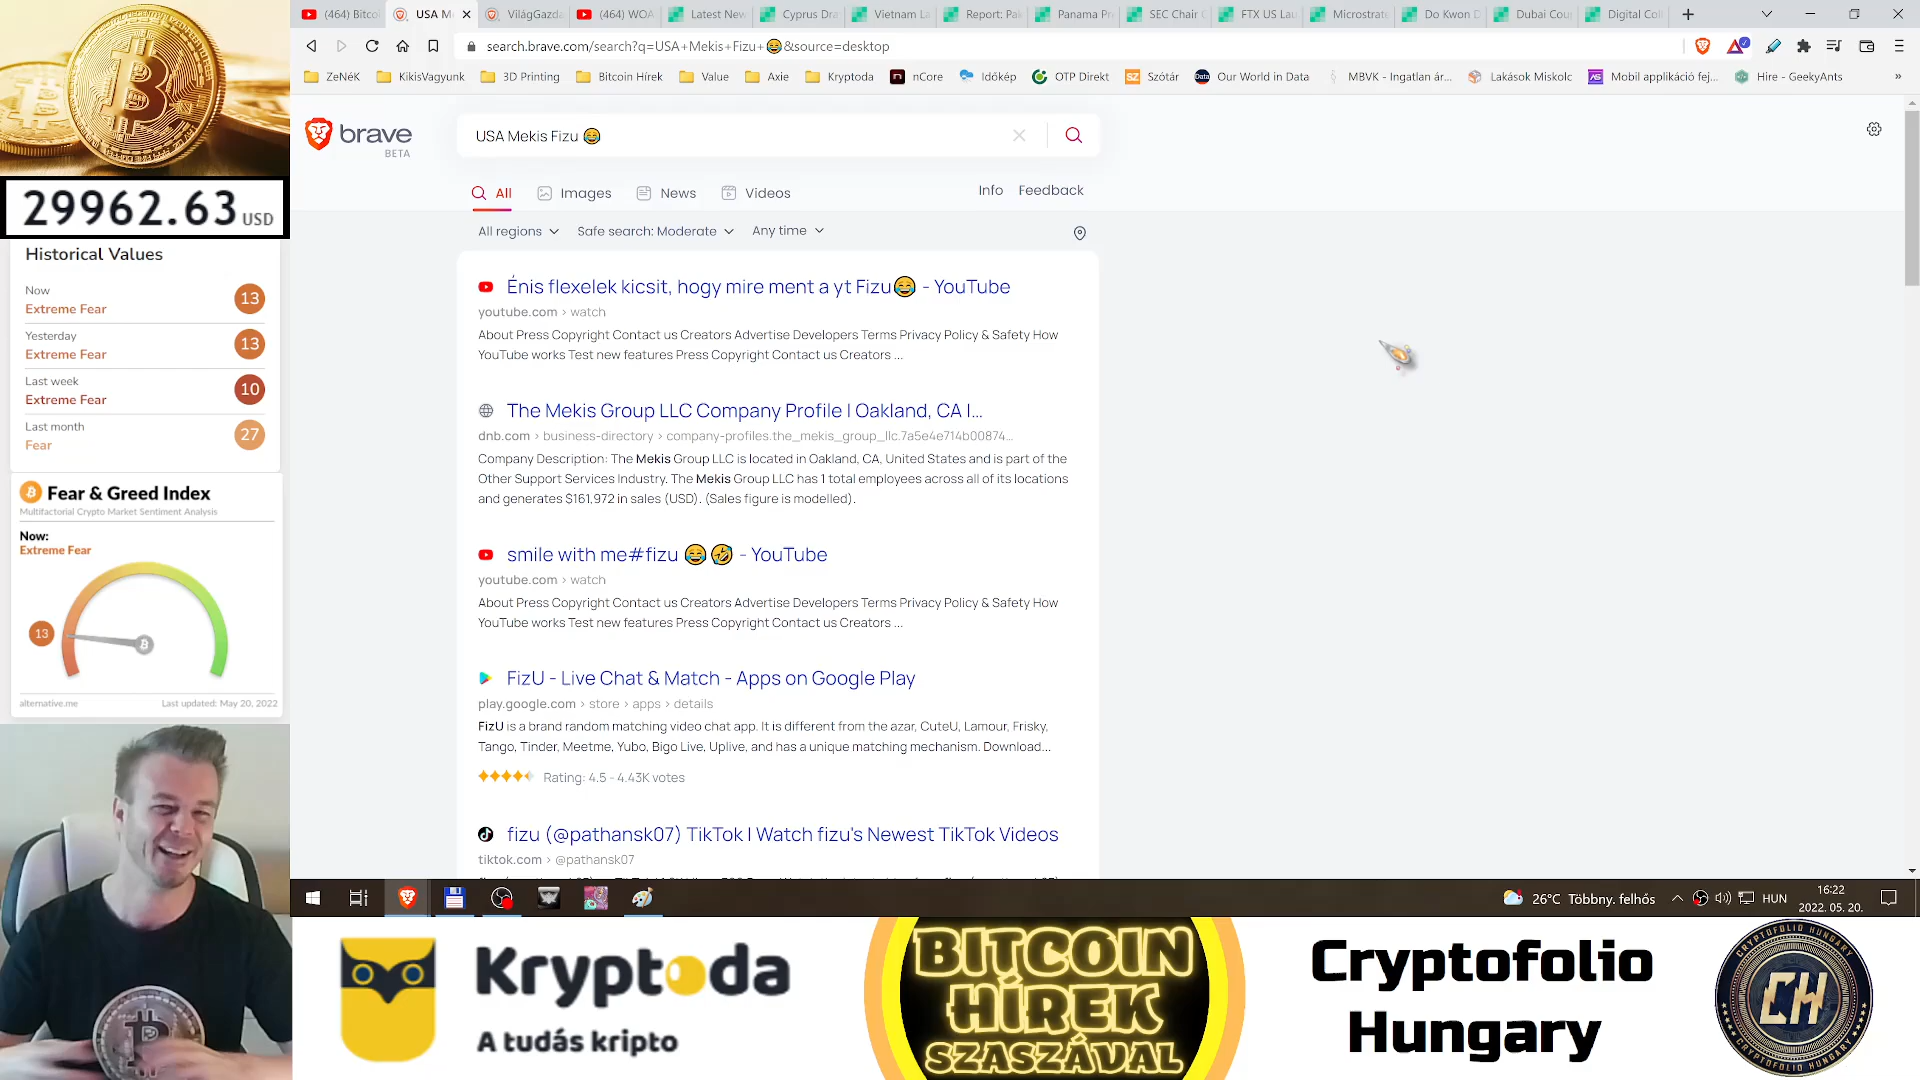 (464) Bitco
USA M
VilágGazda
(464) WOA
Latest New
Cyprus Dra
Vietnam La
Report: Pak
Panama Pr
SEC Chair G
FTX US Lau
Microstrate
Do Kwon D
Dubai Cou
Digital Coll
search.brave.com/search?q=USA+Mekis+Fizu+😂&source=desktop
ZeNéK
KikisVagyunk
3D Printing
Bitcoin Hírek
Value
Axie
Kryptoda
nCore
Időkép
OTP Direkt
SZ Szótár
Data Our World in Data
MBVK - Ingatlan ár...
Lakások Miskolc
Mobil applikáció fej...
Hire - GeekyAnts
»
29962.63 USD
Historical Values
Now
Extreme Fear
13
Yesterday
Extreme Fear
13
Last week
Extreme Fear
10
Last month
Fear
27
Fear & Greed Index
Multifactorial Crypto Market Sentiment Analysis
Now:
Extreme Fear
13
alternative.me
Last updated: May 20, 2022
brave
BETA
USA Mekis Fizu 😂
All
Images
News
Videos
Info
Feedback
All regions
Safe search: Moderate
Any time
Énis flexelek kicsit, hogy mire ment a yt Fizu😂 - YouTube
youtube.com › watch
About Press Copyright Contact us Creators Advertise Developers Terms Privacy Policy & Safety How
YouTube works Test new features Press Copyright Contact us Creators ...
The Mekis Group LLC Company Profile | Oakland, CA |...
dnb.com › business-directory › company-profiles.the_mekis_group_llc.7a5e4e714b00874...
Company Description: The Mekis Group LLC is located in Oakland, CA, United States and is part of the
Other Support Services Industry. The Mekis Group LLC has 1 total employees across all of its locations
and generates $161,972 in sales (USD). (Sales figure is modelled).
smile with me#fizu 😂🤣 - YouTube
youtube.com › watch
About Press Copyright Contact us Creators Advertise Developers Terms Privacy Policy & Safety How
YouTube works Test new features Press Copyright Contact us Creators ...
FizU - Live Chat & Match - Apps on Google Play
play.google.com › store › apps › details
FizU is a brand random matching video chat app. It is different from the azar, CuteU, Lamour, Frisky,
Tango, Tinder, Meetme, Yubo, Bigo Live, Uplive, and has a unique matching mechanism. Download...
Rating: 4.5 - 4.43K votes
fizu (@pathansk07) TikTok | Watch fizu's Newest TikTok Videos
tiktok.com › @pathansk07
26°C Többny. felhős
HUN
16:22
2022. 05. 20.
Kryptoda
A tudás kripto
BITCOIN
HÍREK
SZASZÁVAL
Cryptofolio
Hungary
CRYPTOFOLIO HUNGARY
CH
CRYPTOFOLIO HUNGARY